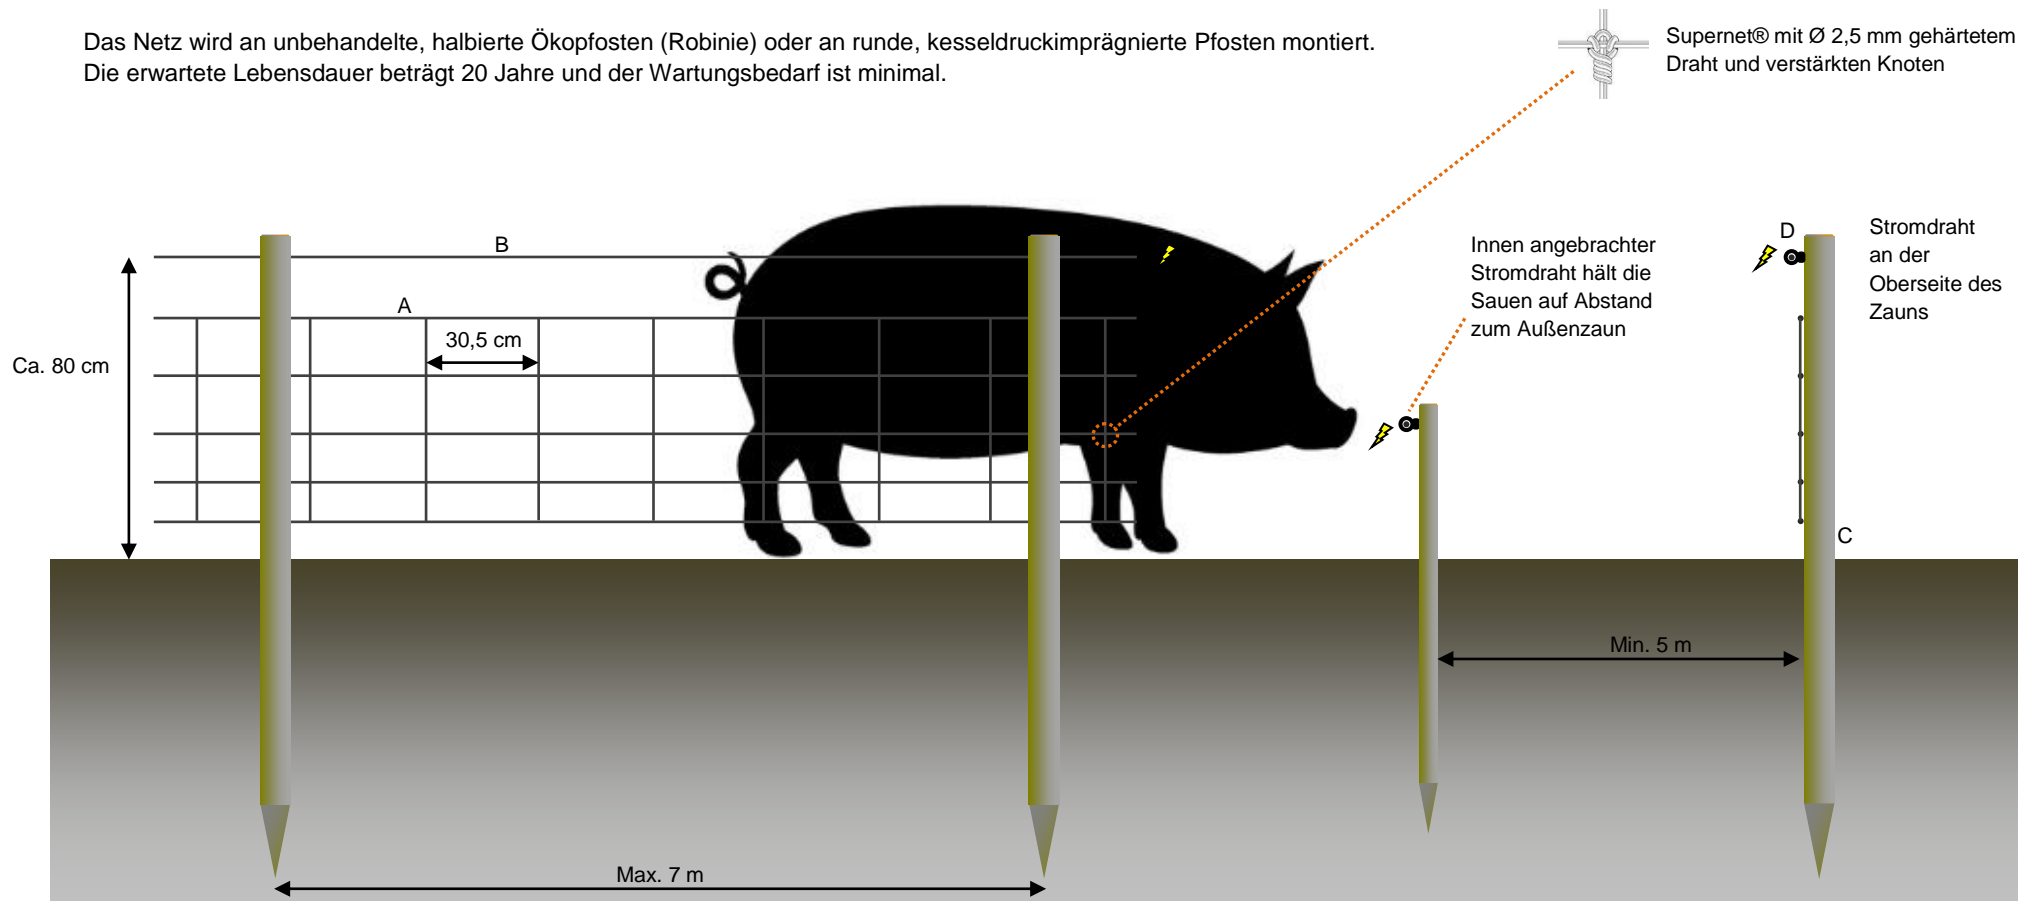 Das Netz wird an unbehandelte, halbierte Ökopfosten (Robinie) oder an runde, kesseldruckimprägnierte Pfosten montiert.
Die erwartete Lebensdauer beträgt 20 Jahre und der Wartungsbedarf ist minimal.
Supernet® mit Ø 2,5 mm gehärtetem
Draht und verstärkten Knoten
B
A
30,5 cm
Ca. 80 cm
Innen angebrachter
Stromdraht hält die
Sauen auf Abstand
zum Außenzaun
D
Stromdraht
an der
Oberseite des
Zauns
C
Min. 5 m
Max. 7 m